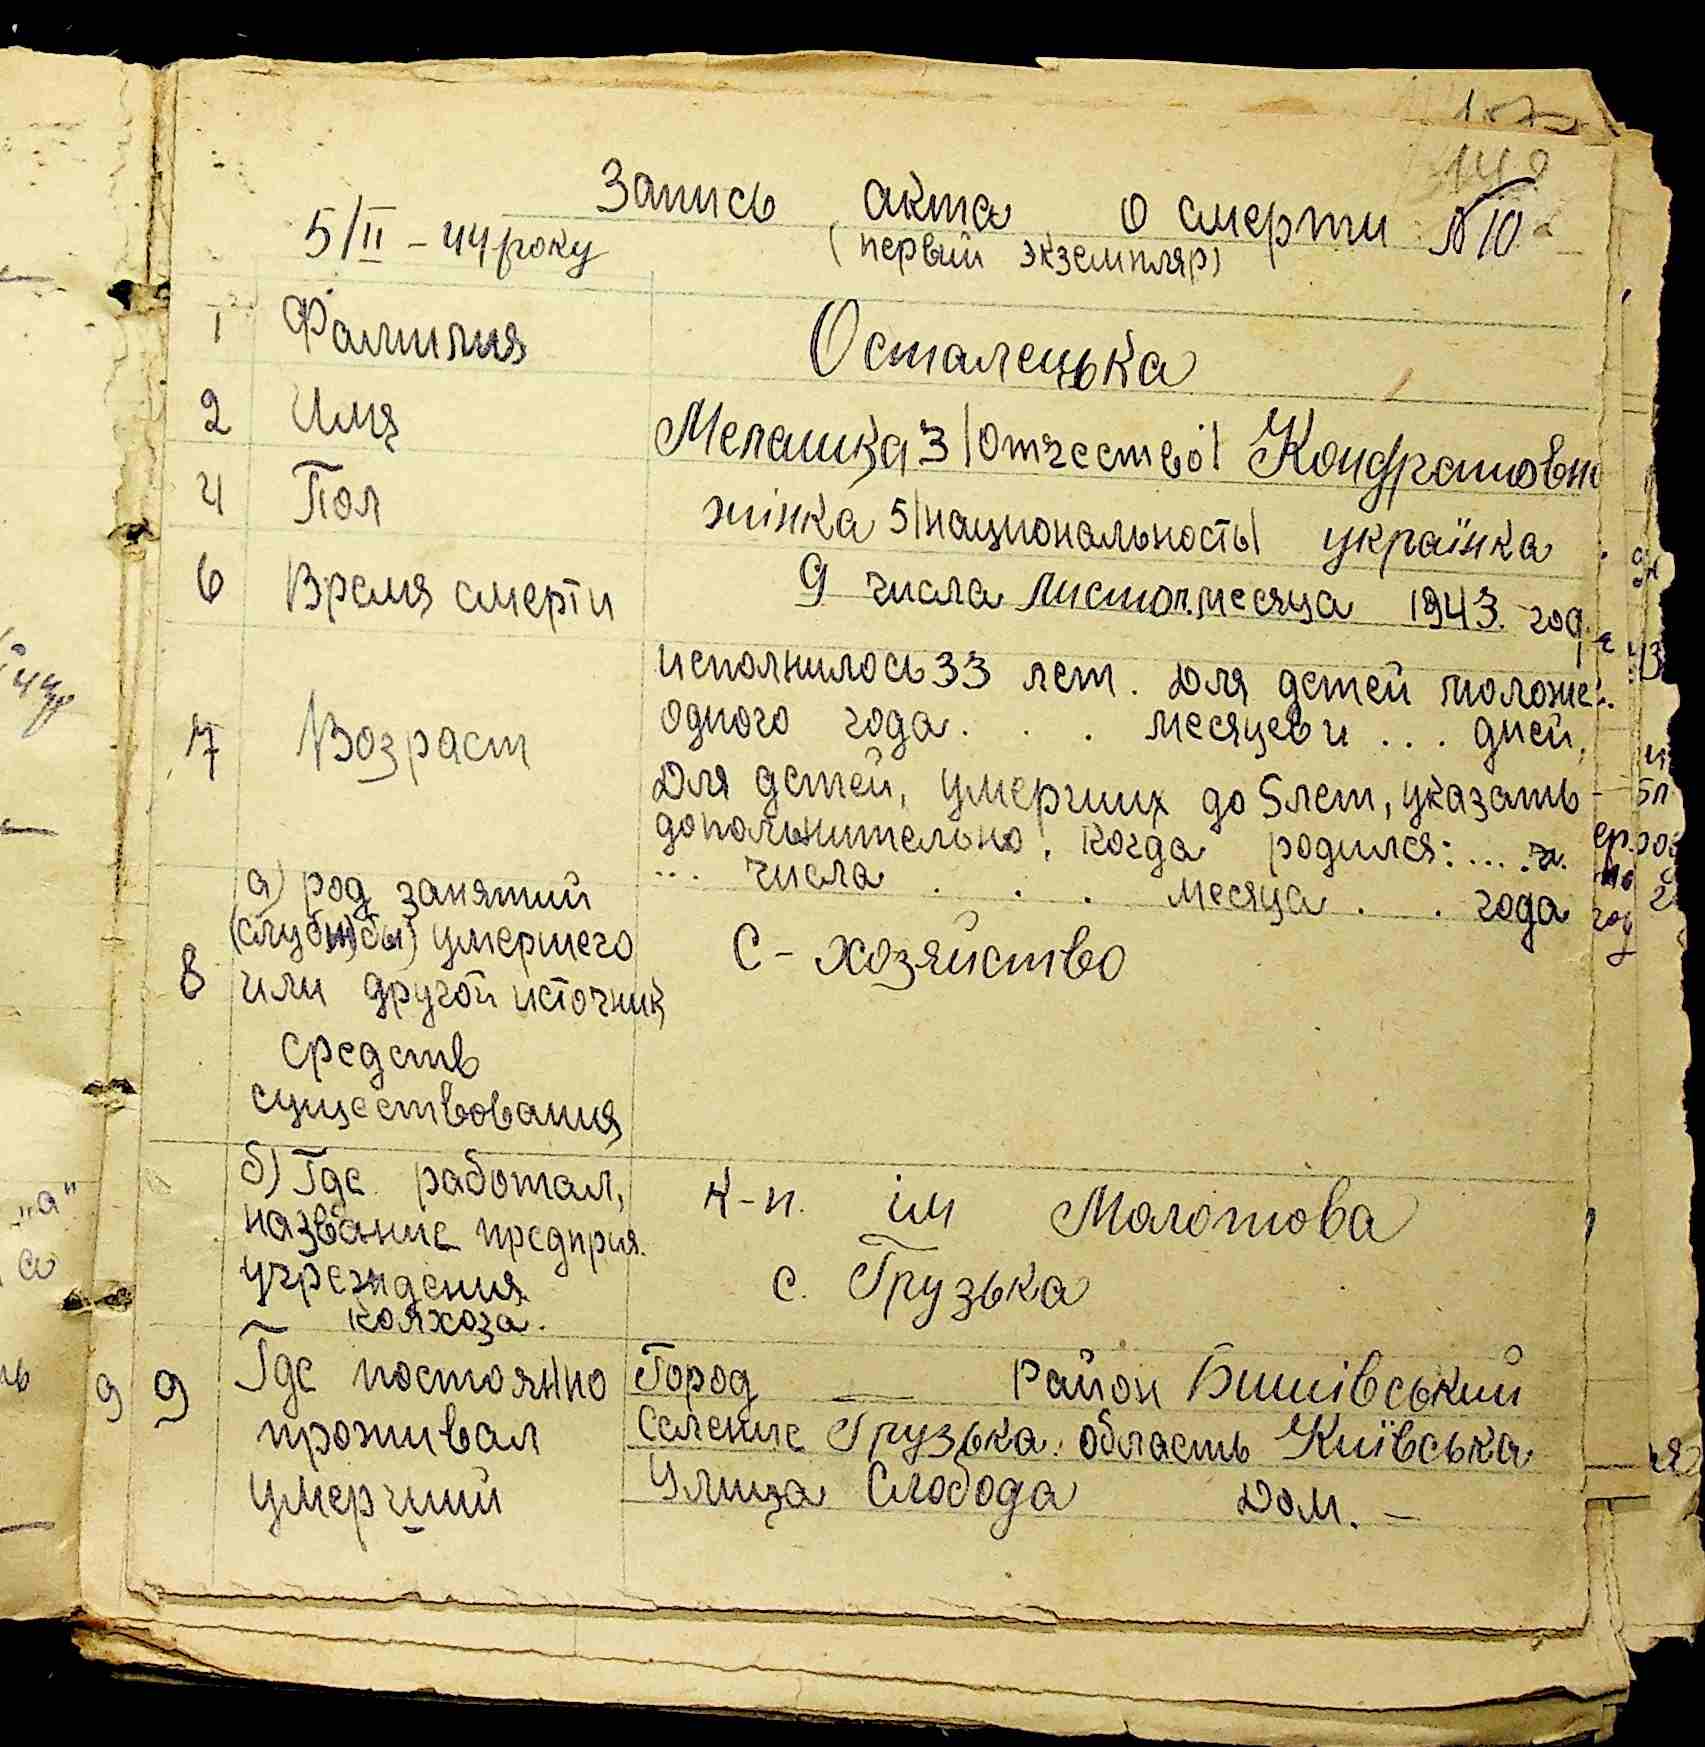 Запись акта о смерти №10
5/II - 44 року (первый экземпляр)
1 Фамилия Осталецька
2 Имя Мелашка 3 |отчество| Кондратовн
4 Пол жінка 5 |национальность| українка
6 Время смерти 9 числа листоп. месяца 1943 год
исполнилось 33 лет. Для детей моложе
7 Возраст одного года . . . месяцев и ... дней.
Для детей, умерших до 5 лет, указать
дополнительно. Когда родился: ....
... числа . . . месяца . . года
8 а) род занятий
(службы) умершего С-хозяйство
или другой источник
средств
существования
б) Где работал, к-п. ім Молотова
название предприя.
учреждения с. Грузька
колхоза.
9 Где постоянно Город — район Бишівський
проживал Селение Грузька. область Київська
умерший Улица Слобода Дом. —